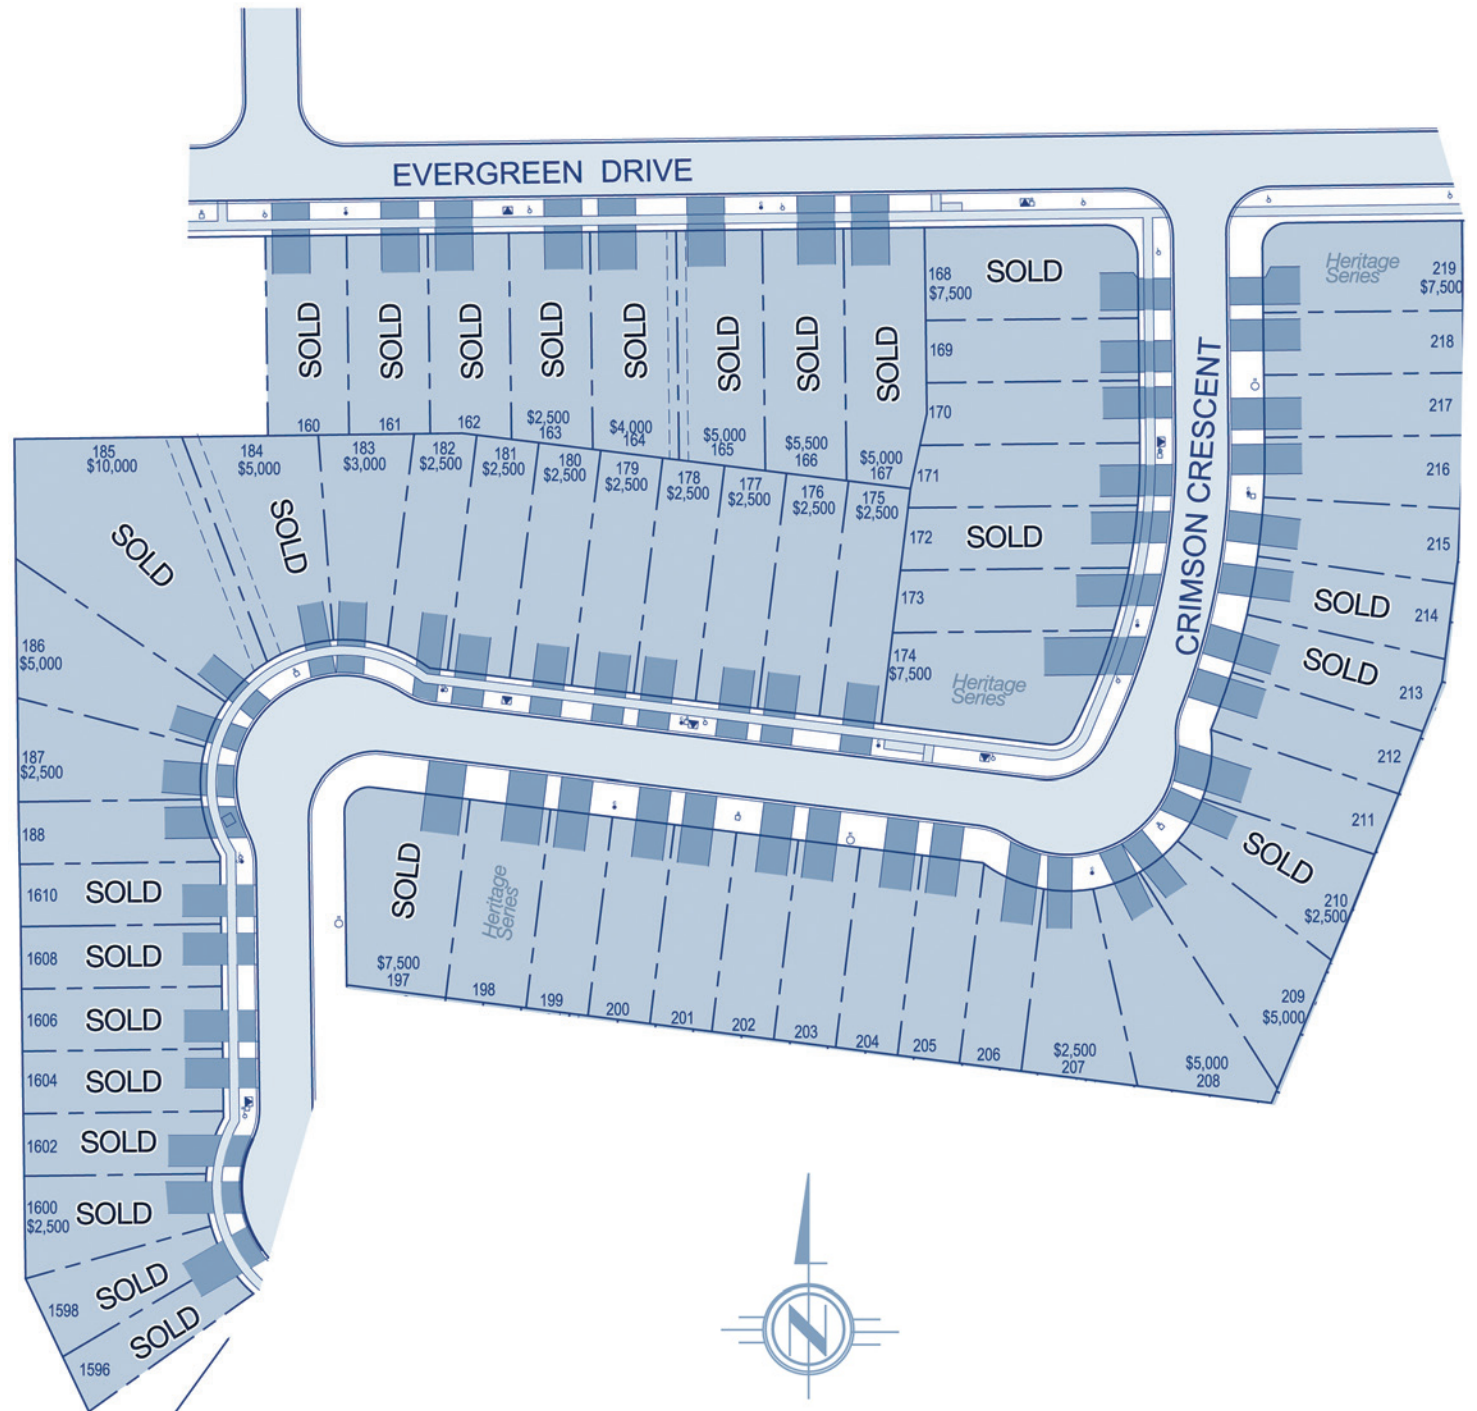 EVERGREEN DRIVE
CRIMSON CRESCENT
SOLD
160
SOLD
161
SOLD
162
SOLD
$2,500
163
SOLD
$4,000
164
SOLD
$5,000
165
SOLD
$5,500
166
SOLD
$5,000
167
168
$7,500
SOLD
169
170
171
172
SOLD
173
174
$7,500
Heritage
Series
Heritage
Series
219
$7,500
218
217
216
215
SOLD
214
SOLD
213
212
211
SOLD
210
$2,500
209
$5,000
$5,000
208
$2,500
207
206
205
204
203
202
201
200
199
Heritage
Series
198
SOLD
$7,500
197
185
$10,000
SOLD
184
$5,000
SOLD
183
$3,000
182
$2,500
181
$2,500
180
$2,500
179
$2,500
178
$2,500
177
$2,500
176
$2,500
175
$2,500
186
$5,000
187
$2,500
188
1610
SOLD
1608
SOLD
1606
SOLD
1604
SOLD
1602
SOLD
1600
$2,500
SOLD
1598
SOLD
1596
SOLD
N